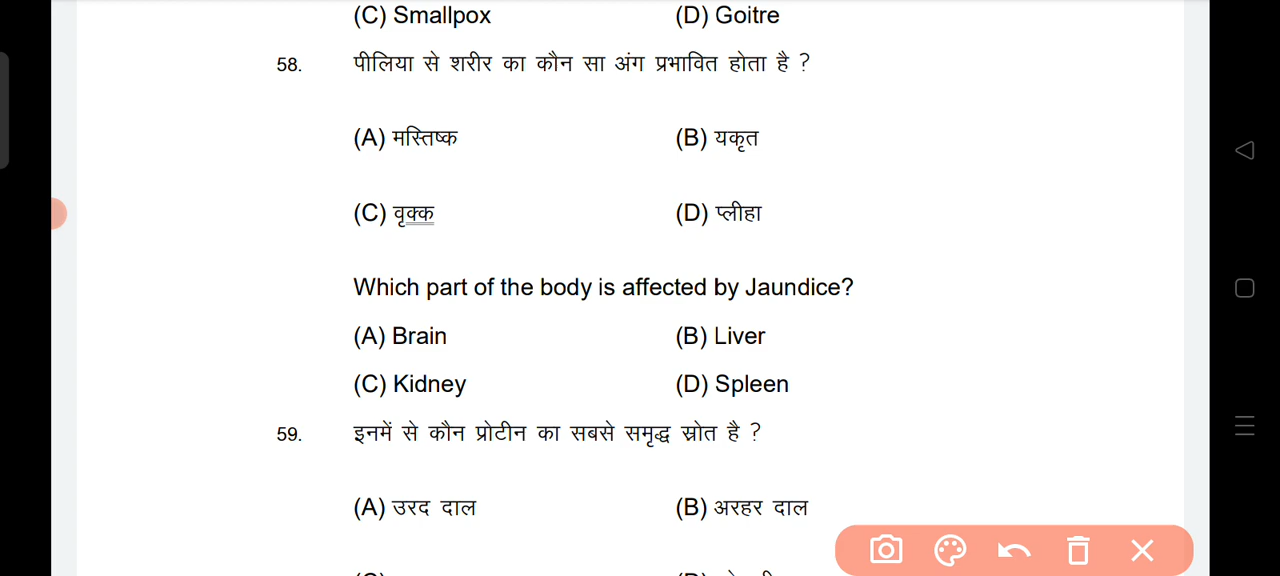 (C) Smallpox (D) Goitre
58. पीलिया से शरीर का कौन सा अंग प्रभावित होता है ?
(A) मस्तिष्क (B) यकृत
(C) वृक्क (D) प्लीहा
Which part of the body is affected by Jaundice?
(A) Brain (B) Liver
(C) Kidney (D) Spleen
59. इनमें से कौन प्रोटीन का सबसे समृद्ध स्रोत है ?
(A) उरद दाल (B) अरहर दाल